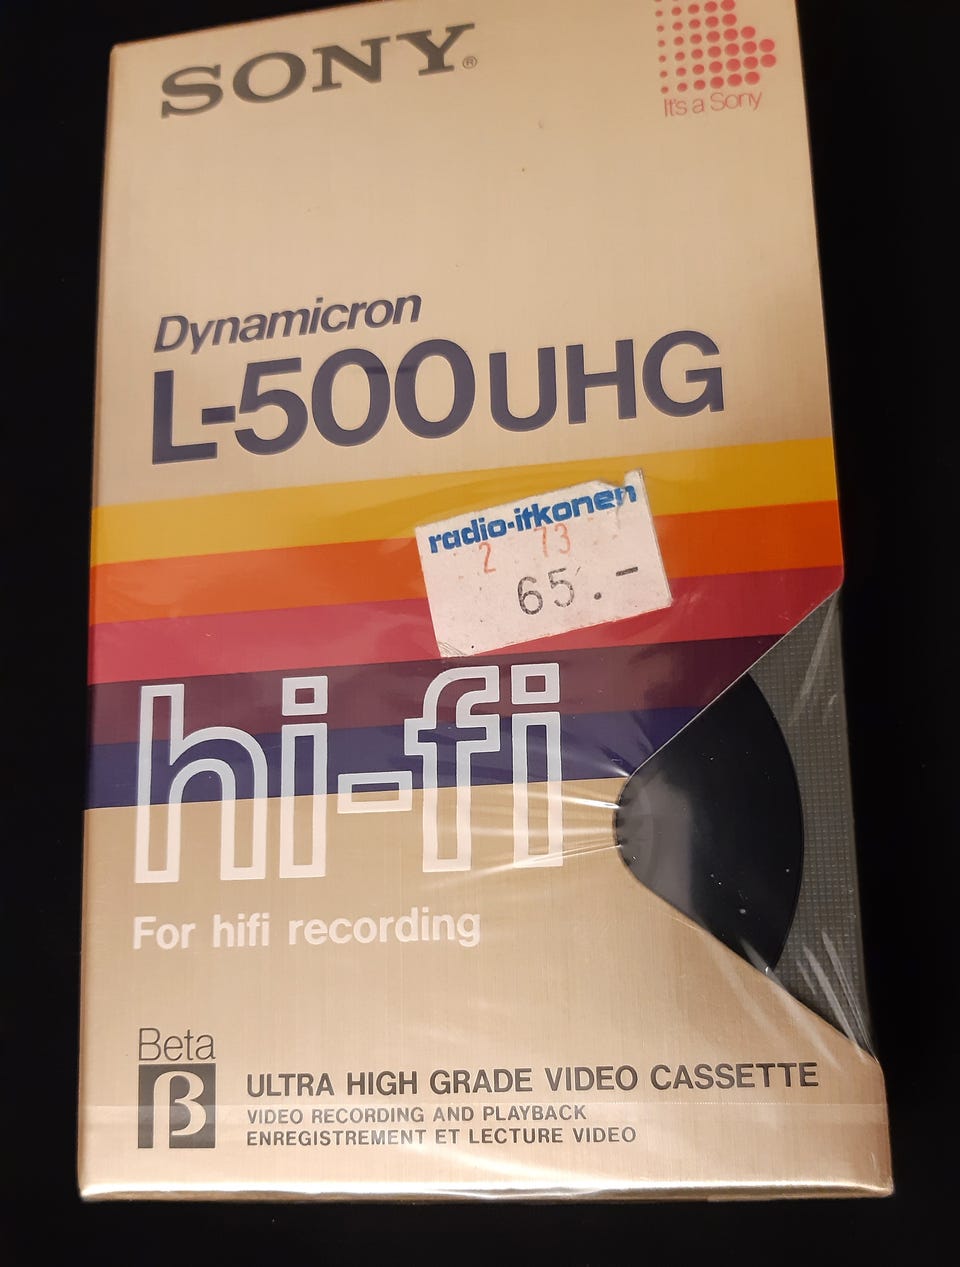 SONY®
It's a Sony
Dynamicron
L-500UHG
radio-itkonen
2 73
65.-
hi-fi
For hifi recording
Beta
β
ULTRA HIGH GRADE VIDEO CASSETTE
VIDEO RECORDING AND PLAYBACK
ENREGISTREMENT ET LECTURE VIDEO